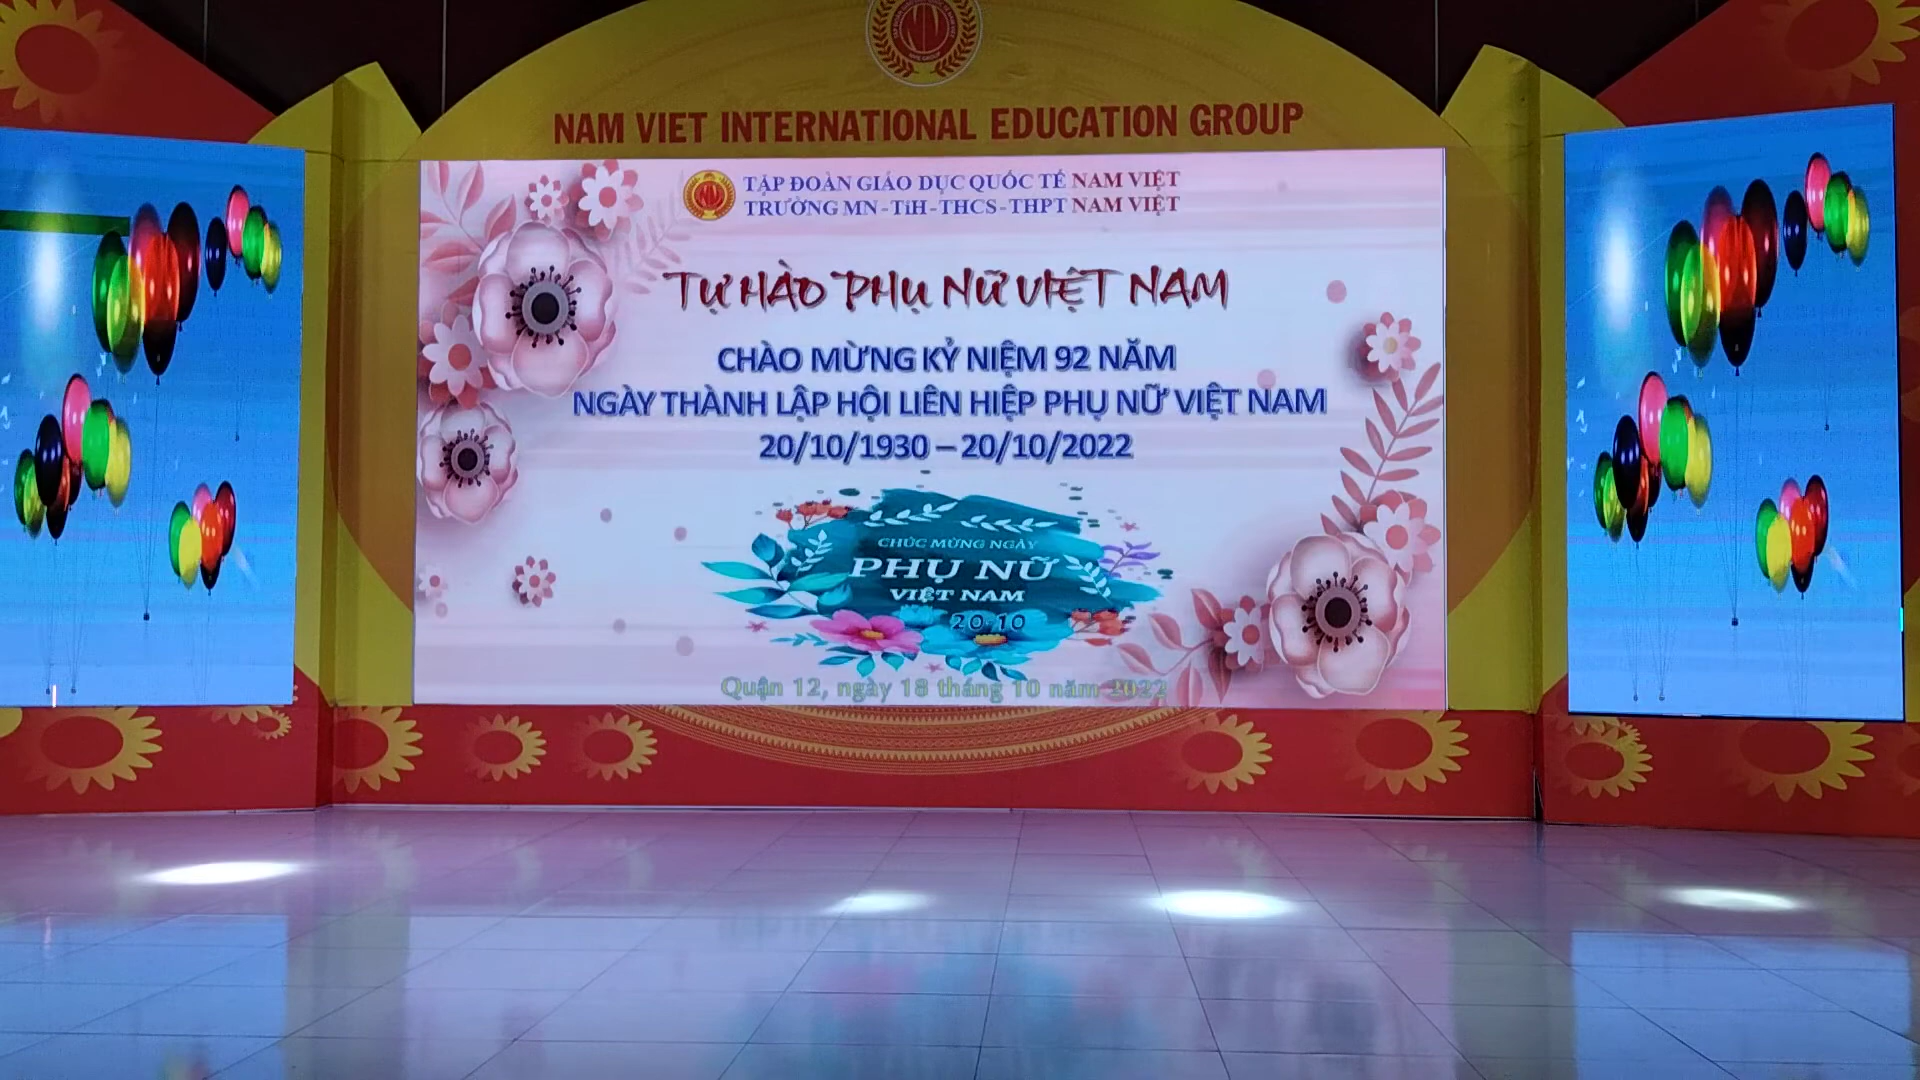 NAM VIET INTERNATIONAL EDUCATION GROUP
TẬP ĐOÀN GIÁO DỤC QUỐC TẾ NAM VIỆT
TRƯỜNG MN-TiH-THCS-THPT NAM VIỆT
TỰ HÀO PHỤ NỮ VIỆT NAM
CHÀO MỪNG KỶ NIỆM 92 NĂM
NGÀY THÀNH LẬP HỘI LIÊN HIỆP PHỤ NỮ VIỆT NAM
20/10/1930 – 20/10/2022
CHÚC MỪNG NGÀY
PHỤ NỮ
VIỆT NAM
20-10
Quận 12, ngày 18 tháng 10 năm 2022